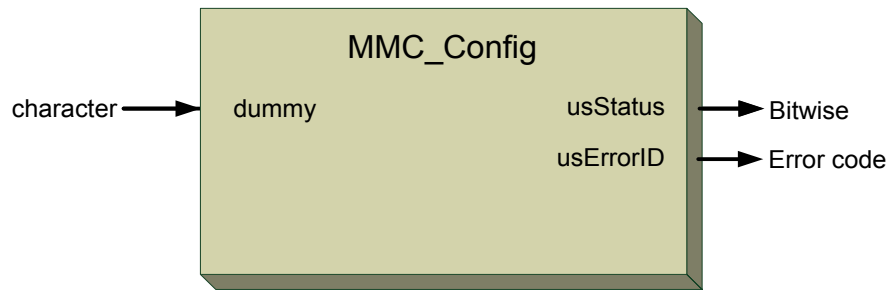 MMC_Config
character dummy usStatus Bitwise
usErrorID Error code